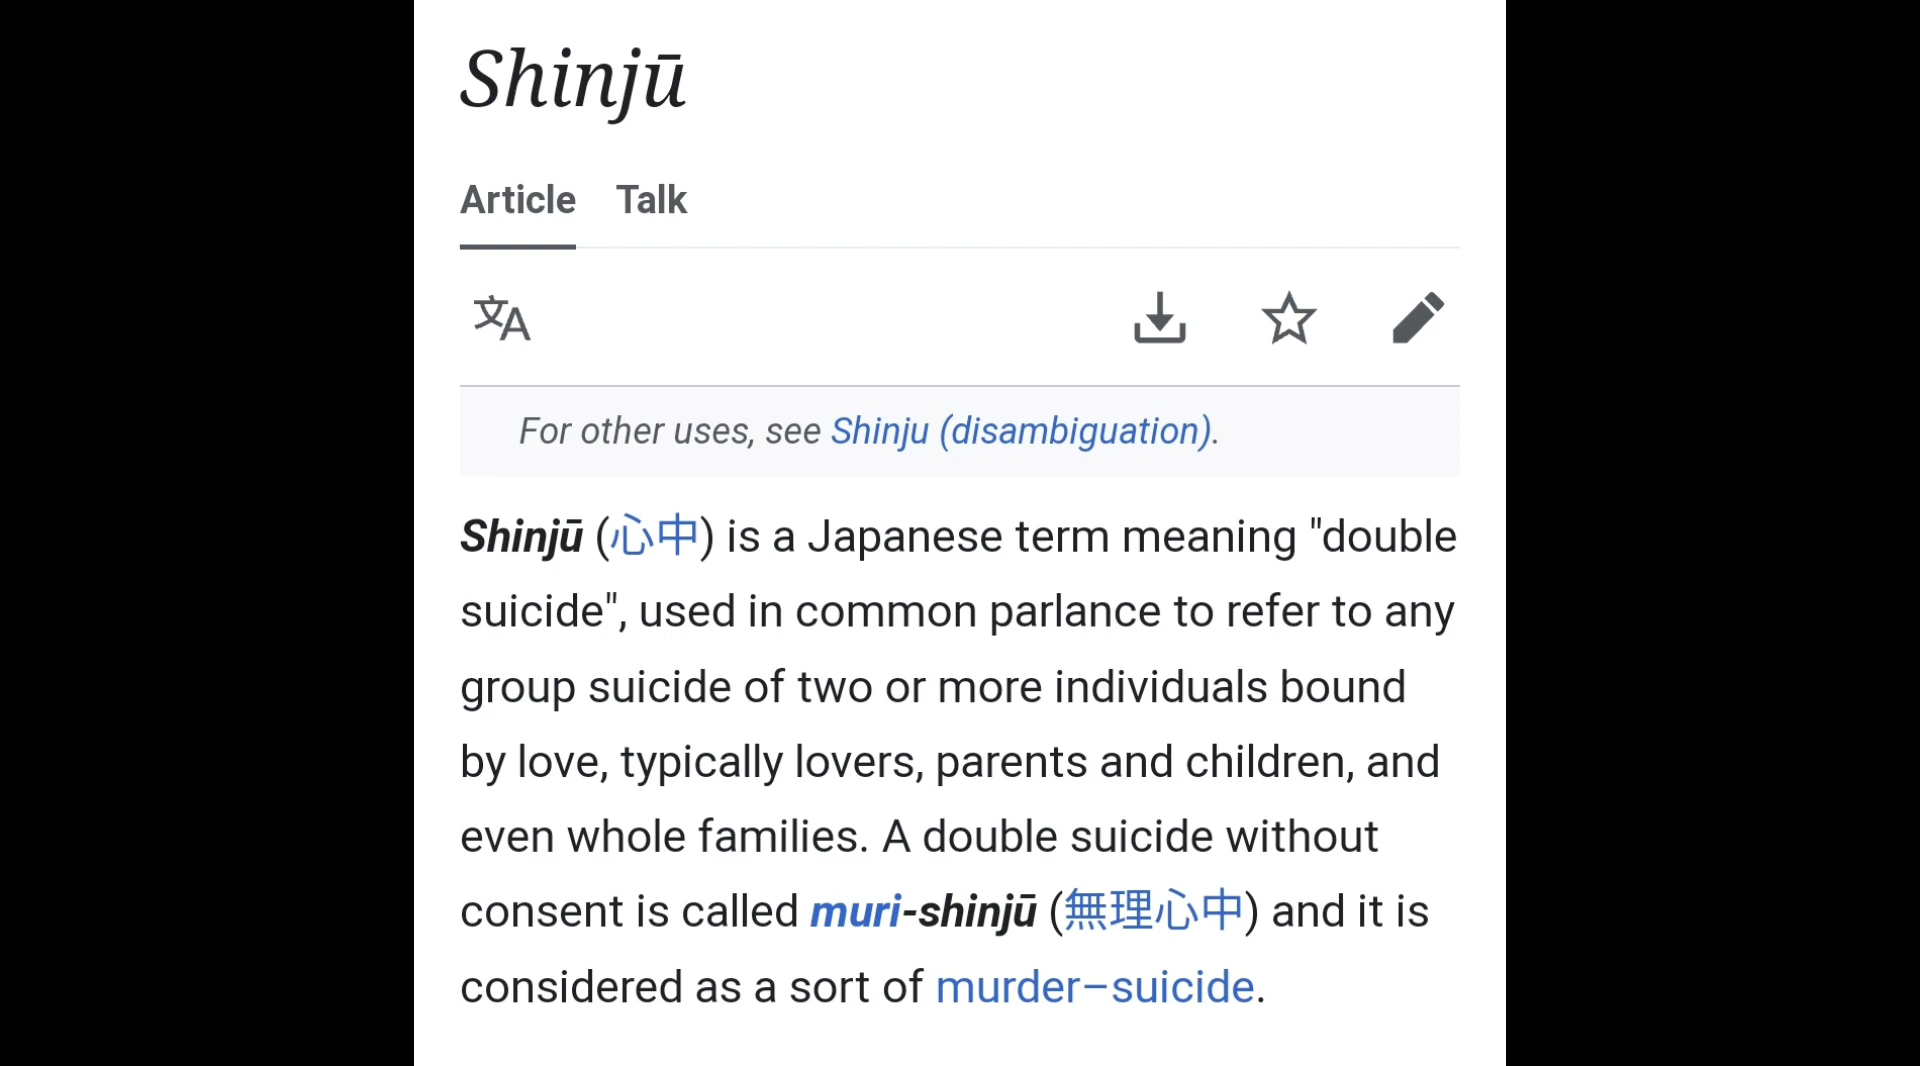 Shinjū
Article Talk
文A
For other uses, see Shinju (disambiguation).
Shinjū (心中) is a Japanese term meaning "double
suicide", used in common parlance to refer to any
group suicide of two or more individuals bound
by love, typically lovers, parents and children, and
even whole families. A double suicide without
consent is called muri-shinjū (無理心中) and it is
considered as a sort of murder–suicide.